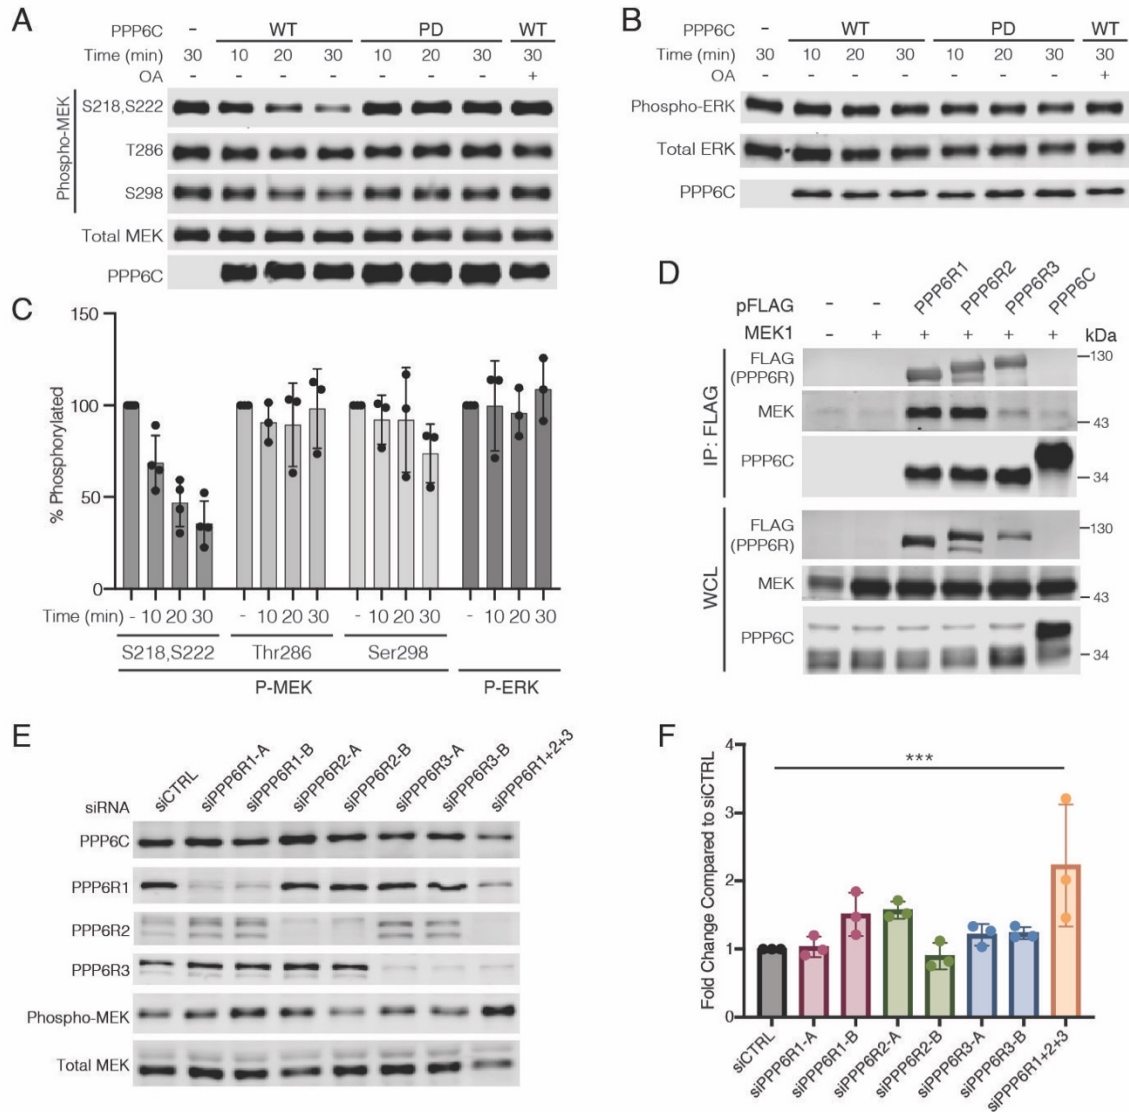 A
PPP6C - WT PD WT
Time (min) 30 10 20 30 10 20 30 30
OA - - - - - - - +
Phospho-MEK
S218,S222
T286
S298
Total MEK
PPP6C
B
PPP6C - WT PD WT
Time (min) 30 10 20 30 10 20 30 30
OA - - - - - - - +
Phospho-ERK
Total ERK
PPP6C
C
% Phosphorylated
150
100
50
0
Time (min) - 10 20 30 - 10 20 30 - 10 20 30 - 10 20 30
S218,S222 Thr286 Ser298
P-MEK P-ERK
D
pFLAG - - PPP6R1 PPP6R2 PPP6R3 PPP6C
MEK1 - + + + + + kDa
IP: FLAG
FLAG (PPP6R) 130
MEK 43
PPP6C 34
WCL
FLAG (PPP6R) 130
MEK 43
PPP6C 34
E
siRNA siCTRL siPPP6R1-A siPPP6R1-B siPPP6R2-A siPPP6R2-B siPPP6R3-A siPPP6R3-B siPPP6R1+2+3
PPP6C
PPP6R1
PPP6R2
PPP6R3
Phospho-MEK
Total MEK
F
Fold Change Compared to siCTRL
4
3
2
1
0
***
siCTRL siPPP6R1-A siPPP6R1-B siPPP6R2-A siPPP6R2-B siPPP6R3-A siPPP6R3-B siPPP6R1+2+3